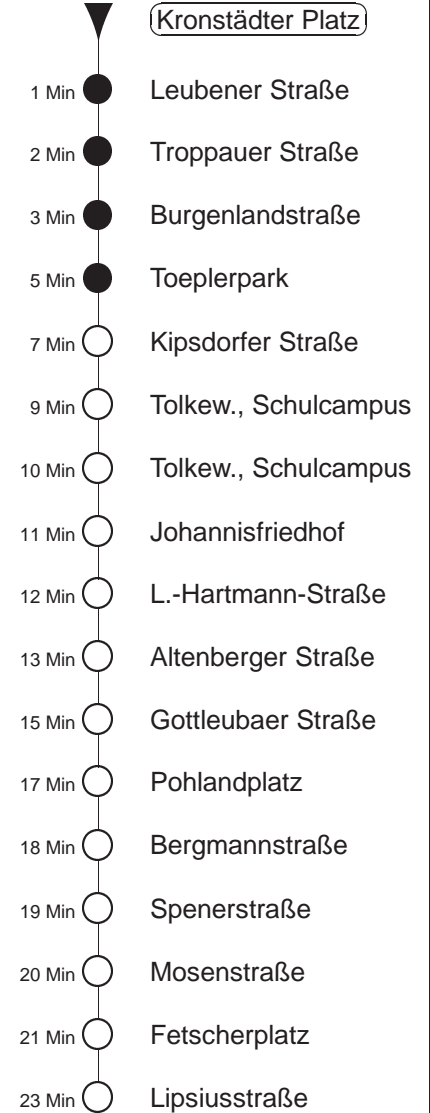 Kronstädter Platz
1 Min Leubener Straße
2 Min Troppauer Straße
3 Min Burgenlandstraße
5 Min Toeplerpark
7 Min Kipsdorfer Straße
9 Min Tolkew., Schulcampus
10 Min Tolkew., Schulcampus
11 Min Johannisfriedhof
12 Min L.-Hartmann-Straße
13 Min Altenberger Straße
15 Min Gottleubaer Straße
17 Min Pohlandplatz
18 Min Bergmannstraße
19 Min Spenerstraße
20 Min Mosenstraße
21 Min Fetscherplatz
23 Min Lipsiusstraße